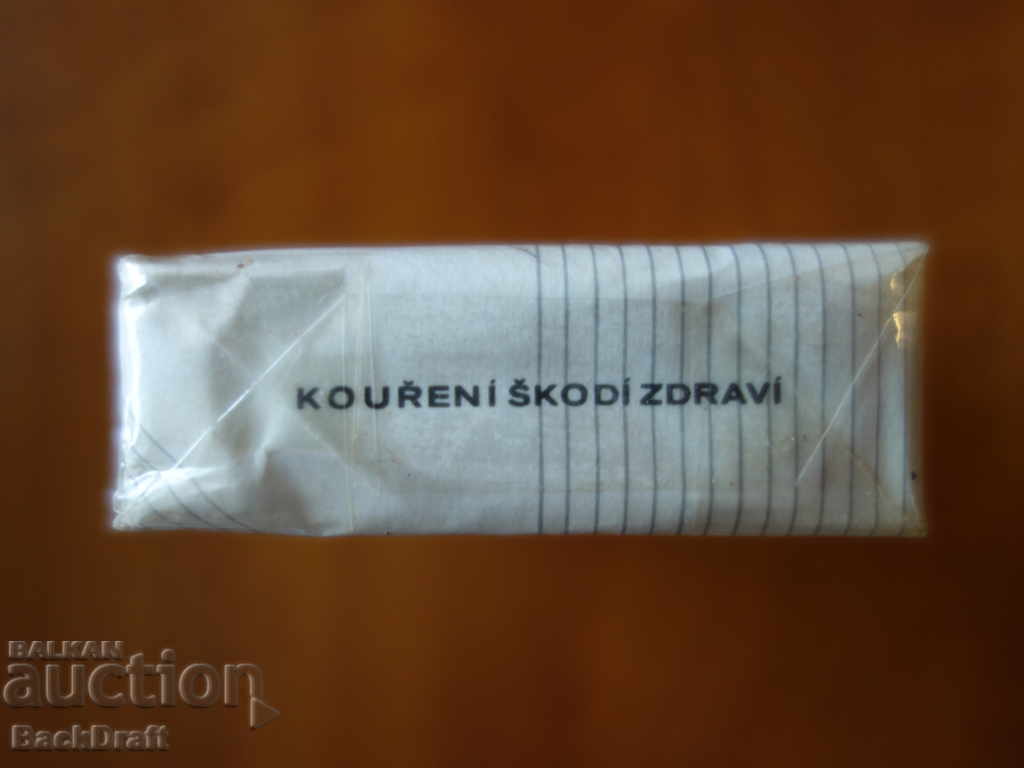 KOUŘENÍ ŠKODÍ ZDRAVÍ
BALKAN
auction
BackDraft